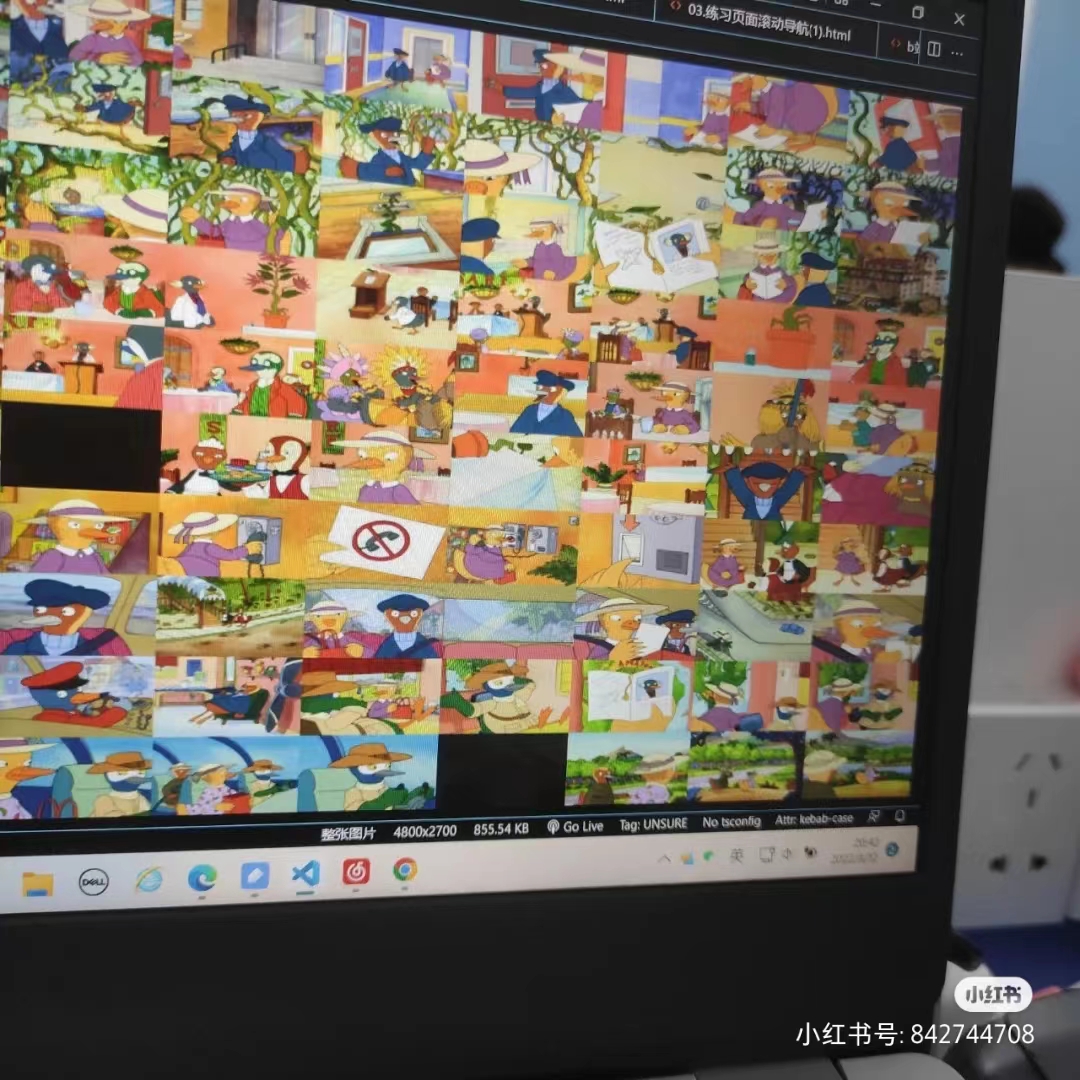 03.练习页面滚动导航(1).html
整张图片 4800x2700 855.54 KB Go Live Tag: UNSURE No tsconfig Attr: kebab-case
英
DELL
小红书
小红书号: 842744708